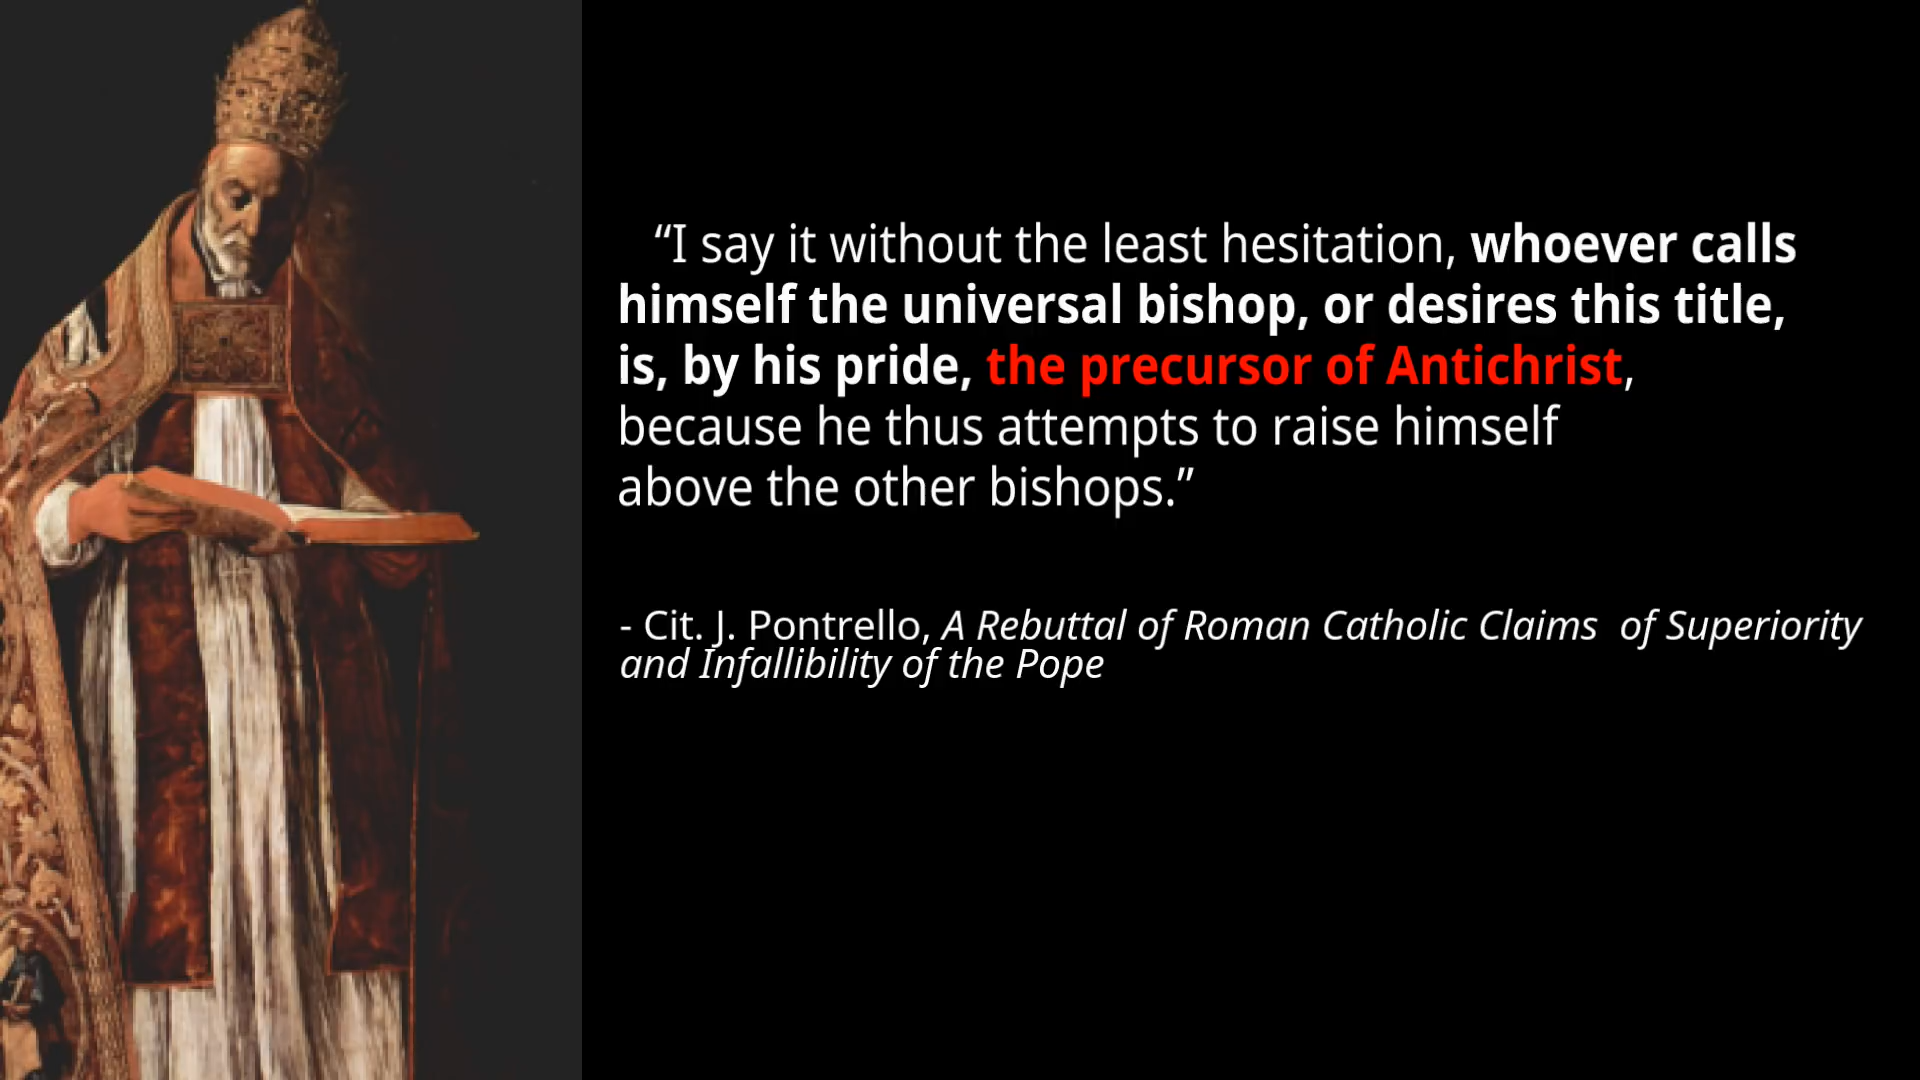 “I say it without the least hesitation, whoever calls
himself the universal bishop, or desires this title,
is, by his pride, the precursor of Antichrist,
because he thus attempts to raise himself
above the other bishops.”
- Cit. J. Pontrello, A Rebuttal of Roman Catholic Claims  of Superiority
and Infallibility of the Pope